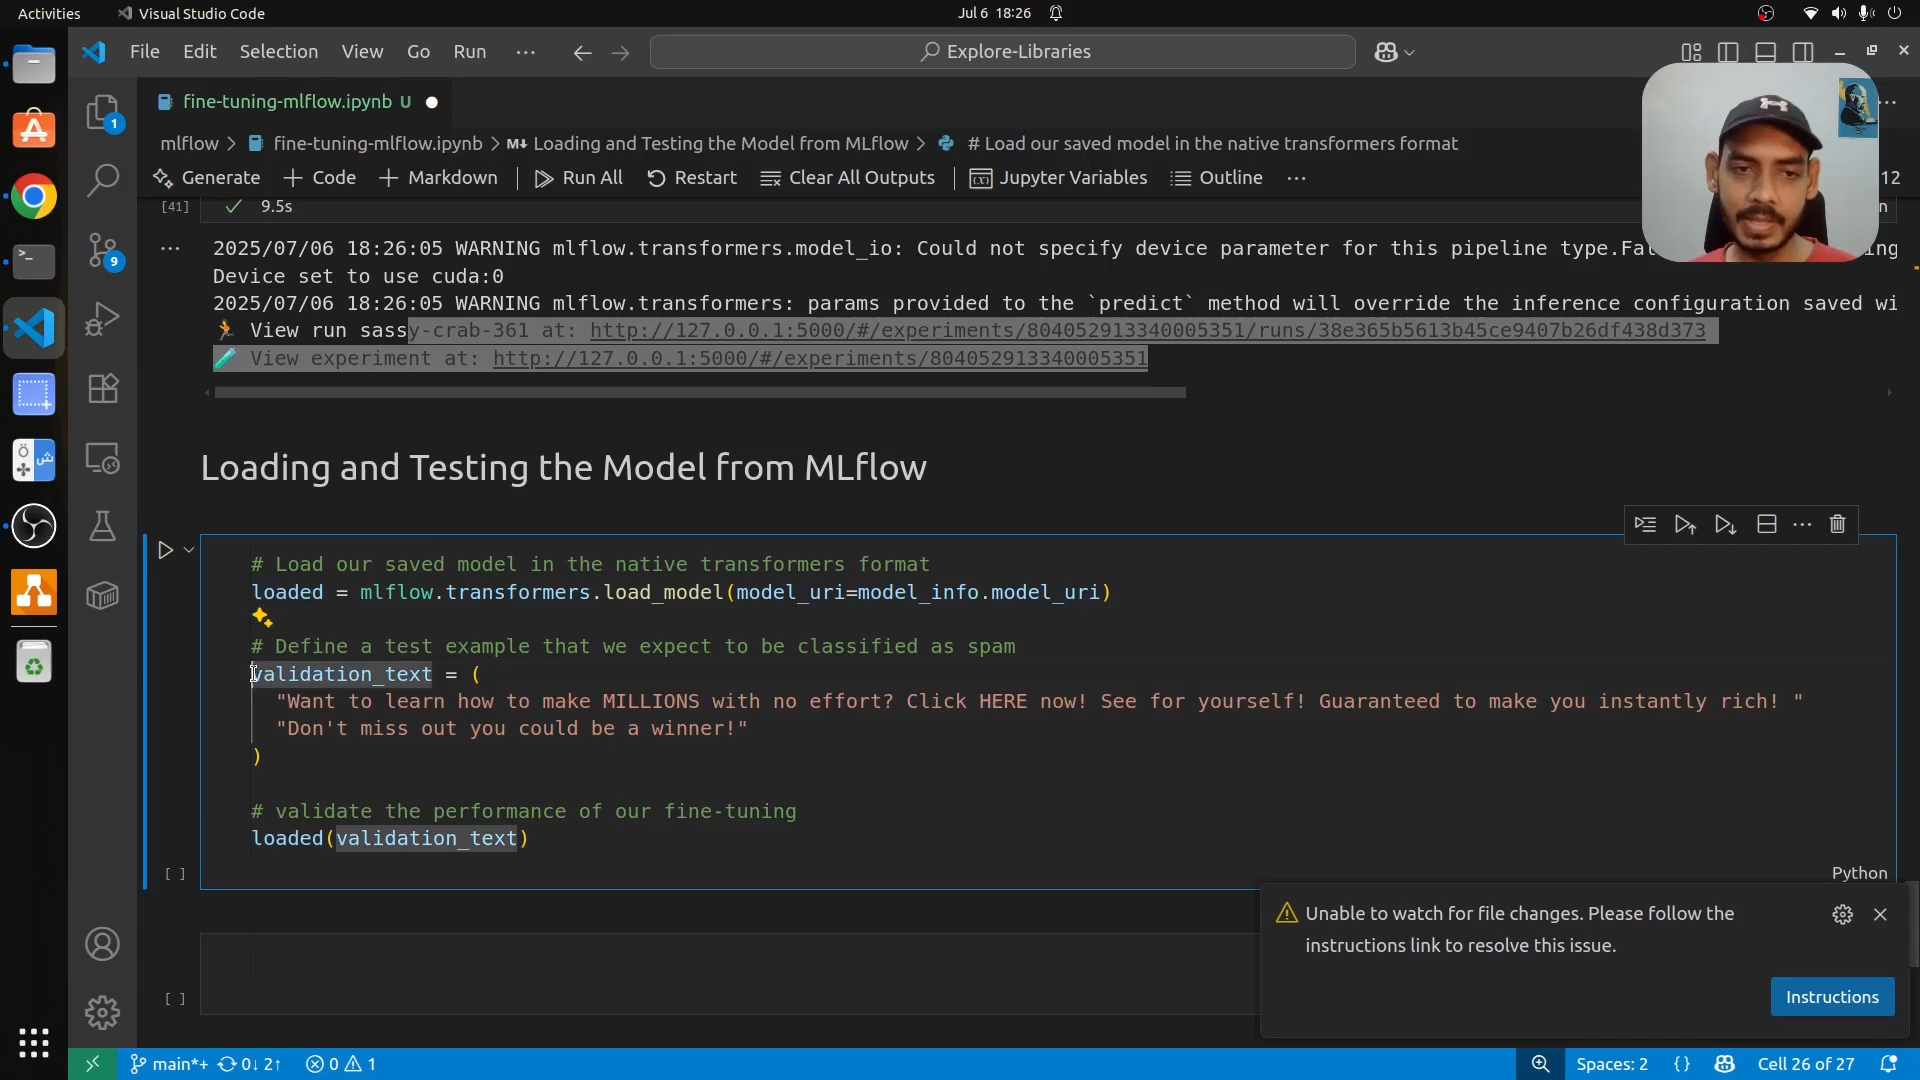 Activities
Visual Studio Code
Jul 6 18:26
File Edit Selection View Go Run ...
Explore-Libraries
fine-tuning-mlflow.ipynb U
mlflow > fine-tuning-mlflow.ipynb > M↓ Loading and Testing the Model from MLflow > # Load our saved model in the native transformers format
Generate + Code + Markdown Run All Restart Clear All Outputs Jupyter Variables Outline ...
[41] ✓ 9.5s
2025/07/06 18:26:05 WARNING mlflow.transformers.model_io: Could not specify device parameter for this pipeline type.
Device set to use cuda:0
2025/07/06 18:26:05 WARNING mlflow.transformers: params provided to the `predict` method will override the inference configuration saved wi
🏃 View run sassy-crab-361 at: http://127.0.0.1:5000/#/experiments/804052913340005351/runs/38e365b5613b45ce9407b26df438d373
🧪 View experiment at: http://127.0.0.1:5000/#/experiments/804052913340005351
Loading and Testing the Model from MLflow
# Load our saved model in the native transformers format
loaded = mlflow.transformers.load_model(model_uri=model_info.model_uri)
# Define a test example that we expect to be classified as spam
validation_text = (
"Want to learn how to make MILLIONS with no effort? Click HERE now! See for yourself! Guaranteed to make you instantly rich! "
"Don't miss out you could be a winner!"
)
# validate the performance of our fine-tuning
loaded(validation_text)
[ ]
Python
Unable to watch for file changes. Please follow the
instructions link to resolve this issue.
Instructions
[ ]
main*+ 0↓ 2↑ 0 1
Spaces: 2 {} Cell 26 of 27